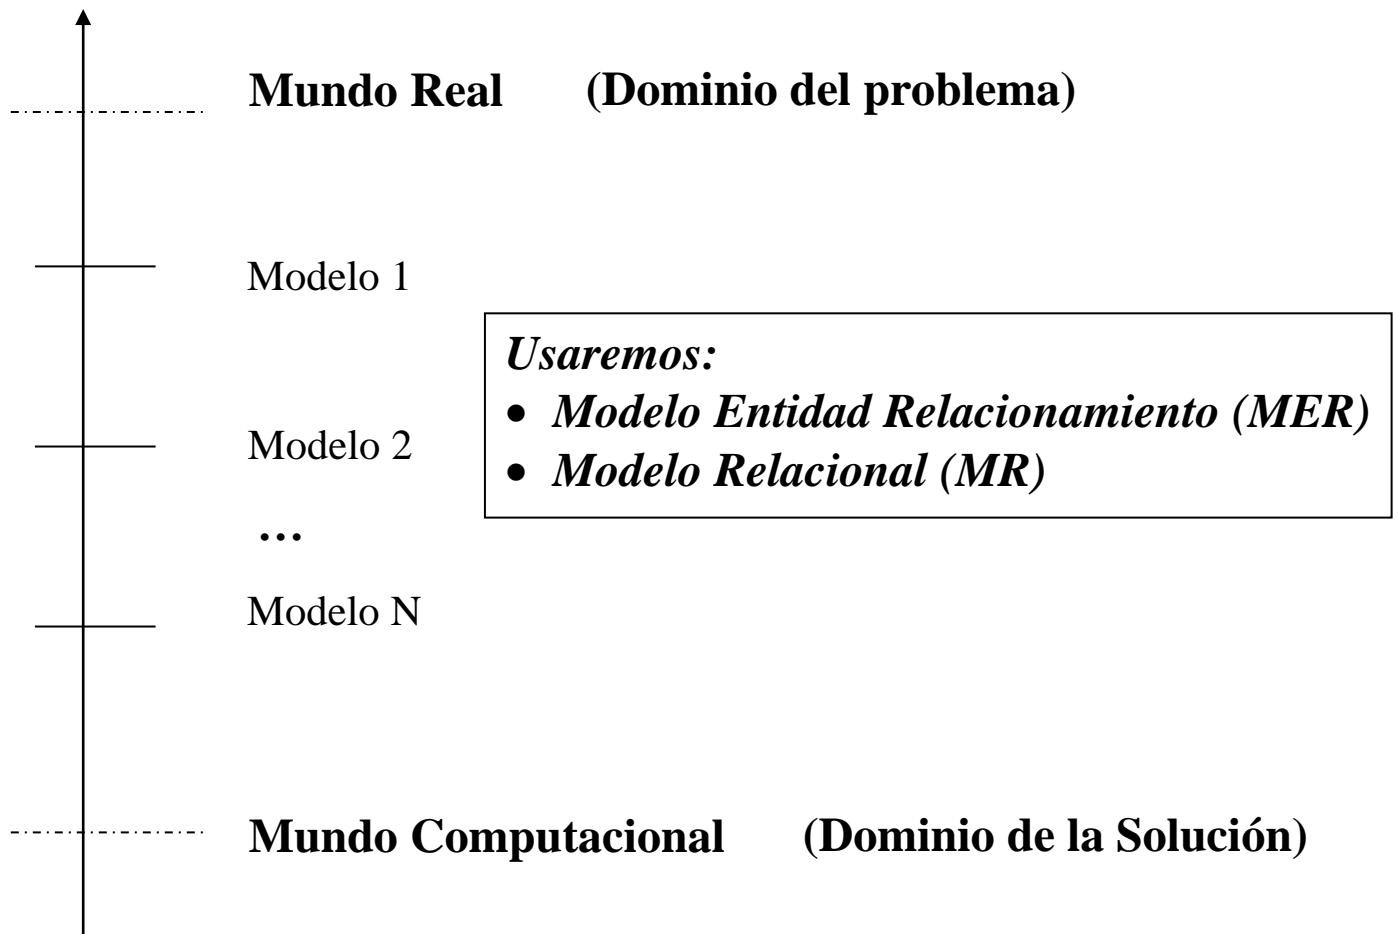 Mundo Real (Dominio del problema)
Modelo 1
Usaremos:
• Modelo Entidad Relacionamiento (MER)
Modelo 2
• Modelo Relacional (MR)
...
Modelo N
Mundo Computacional (Dominio de la Solución)